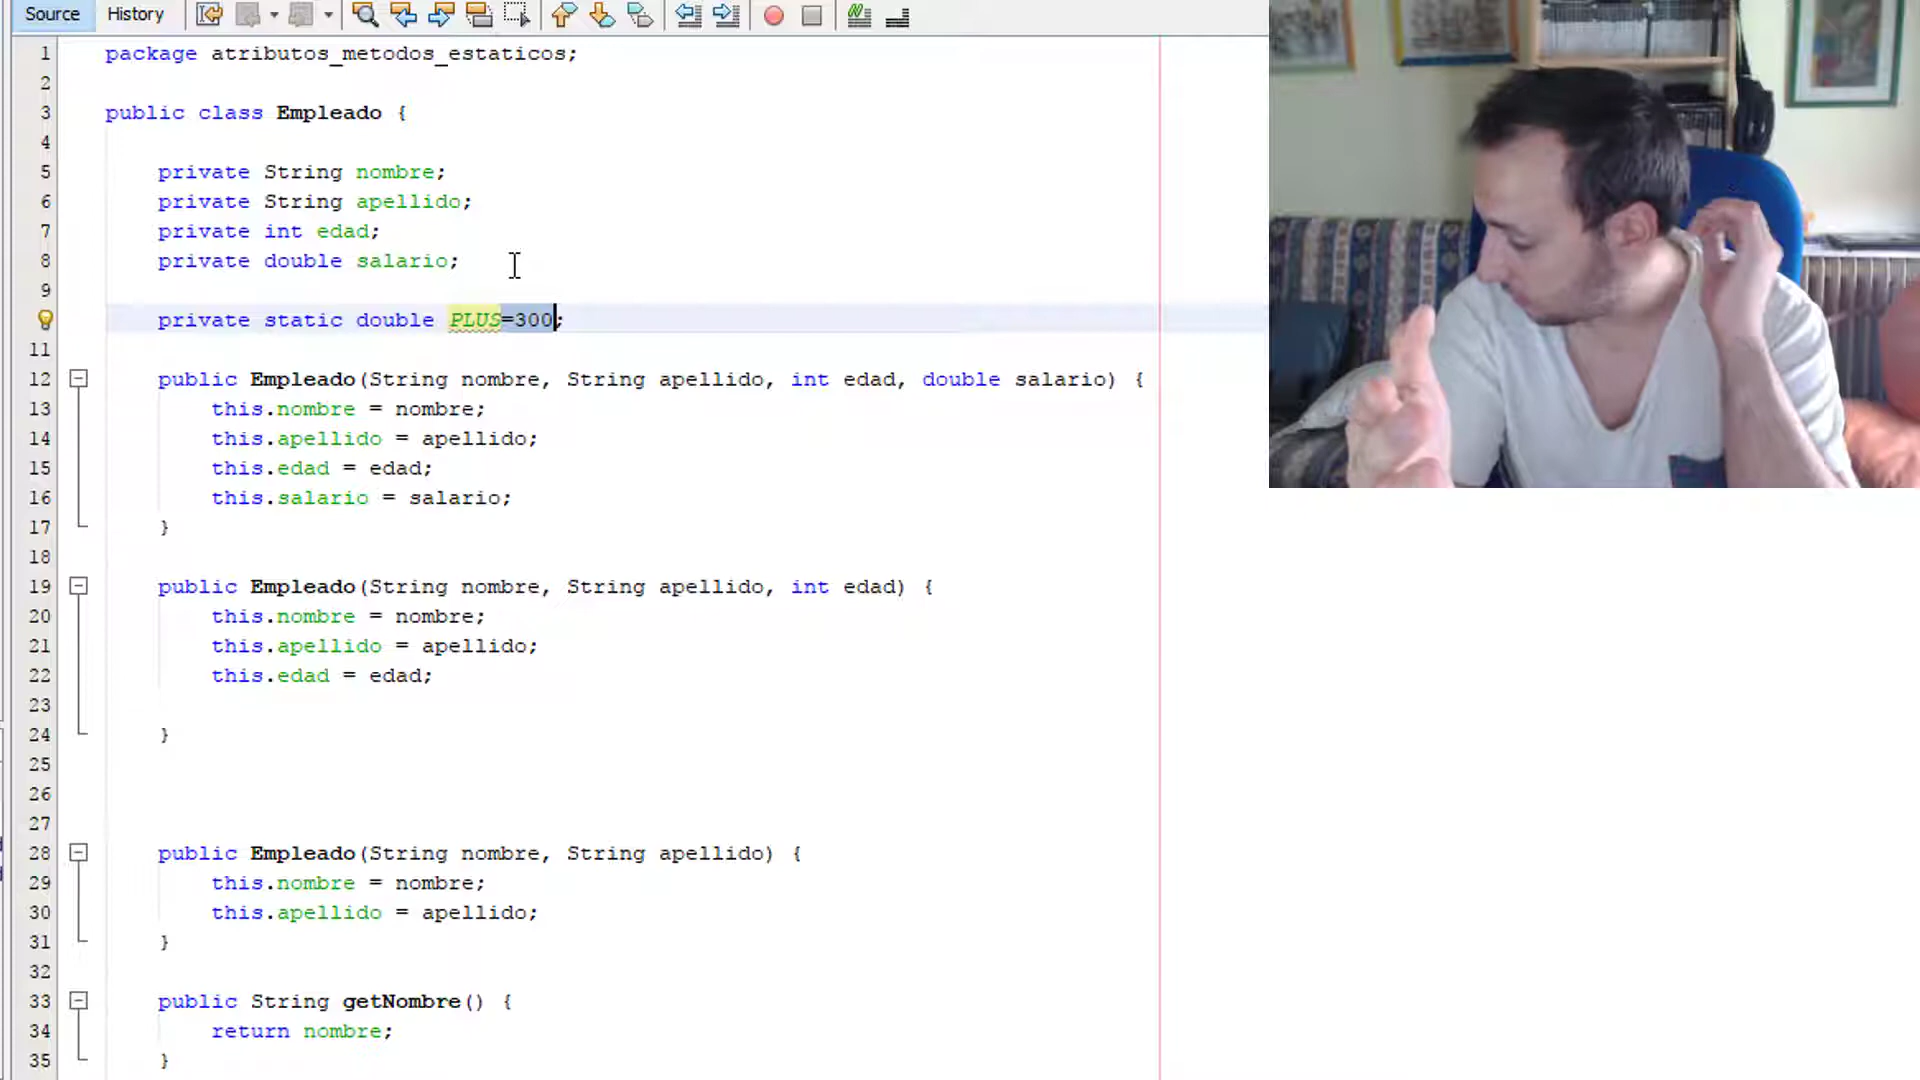 Source History
1 package atributos_metodos_estaticos;
2
3 public class Empleado {
4
5 private String nombre;
6 private String apellido;
7 private int edad;
8 private double salario;
9
private static double PLUS=300;
11
12 public Empleado(String nombre, String apellido, int edad, double salario) {
13 this.nombre = nombre;
14 this.apellido = apellido;
15 this.edad = edad;
16 this.salario = salario;
17 }
18
19 public Empleado(String nombre, String apellido, int edad) {
20 this.nombre = nombre;
21 this.apellido = apellido;
22 this.edad = edad;
23
24 }
25
26
27
28 public Empleado(String nombre, String apellido) {
29 this.nombre = nombre;
30 this.apellido = apellido;
31 }
32
33 public String getNombre() {
34 return nombre;
35 }